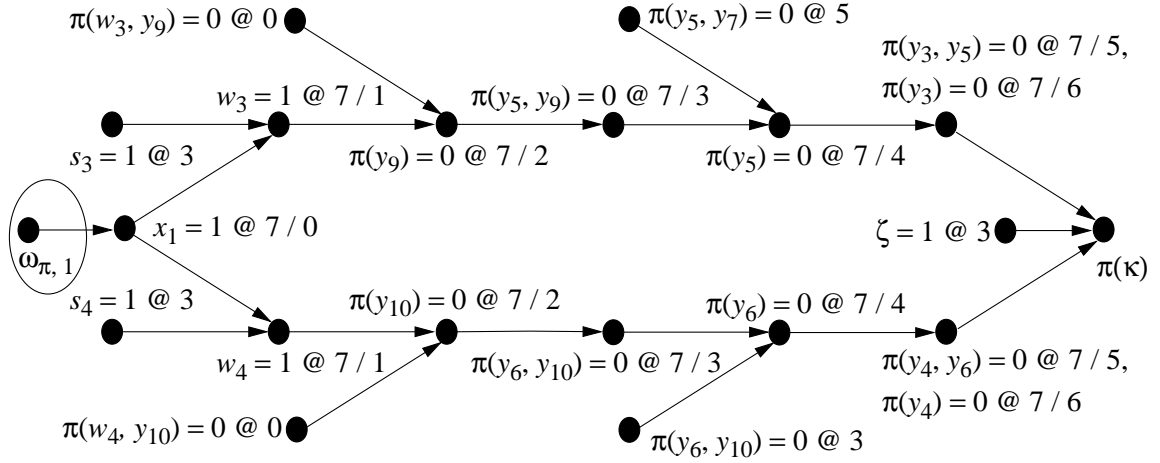 π(w3, y9) = 0 @ 0
π(y5, y7) = 0 @ 5
π(y3, y5) = 0 @ 7 / 5,
π(y3) = 0 @ 7 / 6
w3 = 1 @ 7 / 1
π(y5, y9) = 0 @ 7 / 3
s3 = 1 @ 3
π(y9) = 0 @ 7 / 2
π(y5) = 0 @ 7 / 4
x1 = 1 @ 7 / 0
ζ = 1 @ 3
ωπ, 1
π(κ)
s4 = 1 @ 3
π(y10) = 0 @ 7 / 2
π(y6) = 0 @ 7 / 4
w4 = 1 @ 7 / 1
π(y6, y10) = 0 @ 7 / 3
π(y4, y6) = 0 @ 7 / 5,
π(y4) = 0 @ 7 / 6
π(w4, y10) = 0 @ 0
π(y6, y10) = 0 @ 3